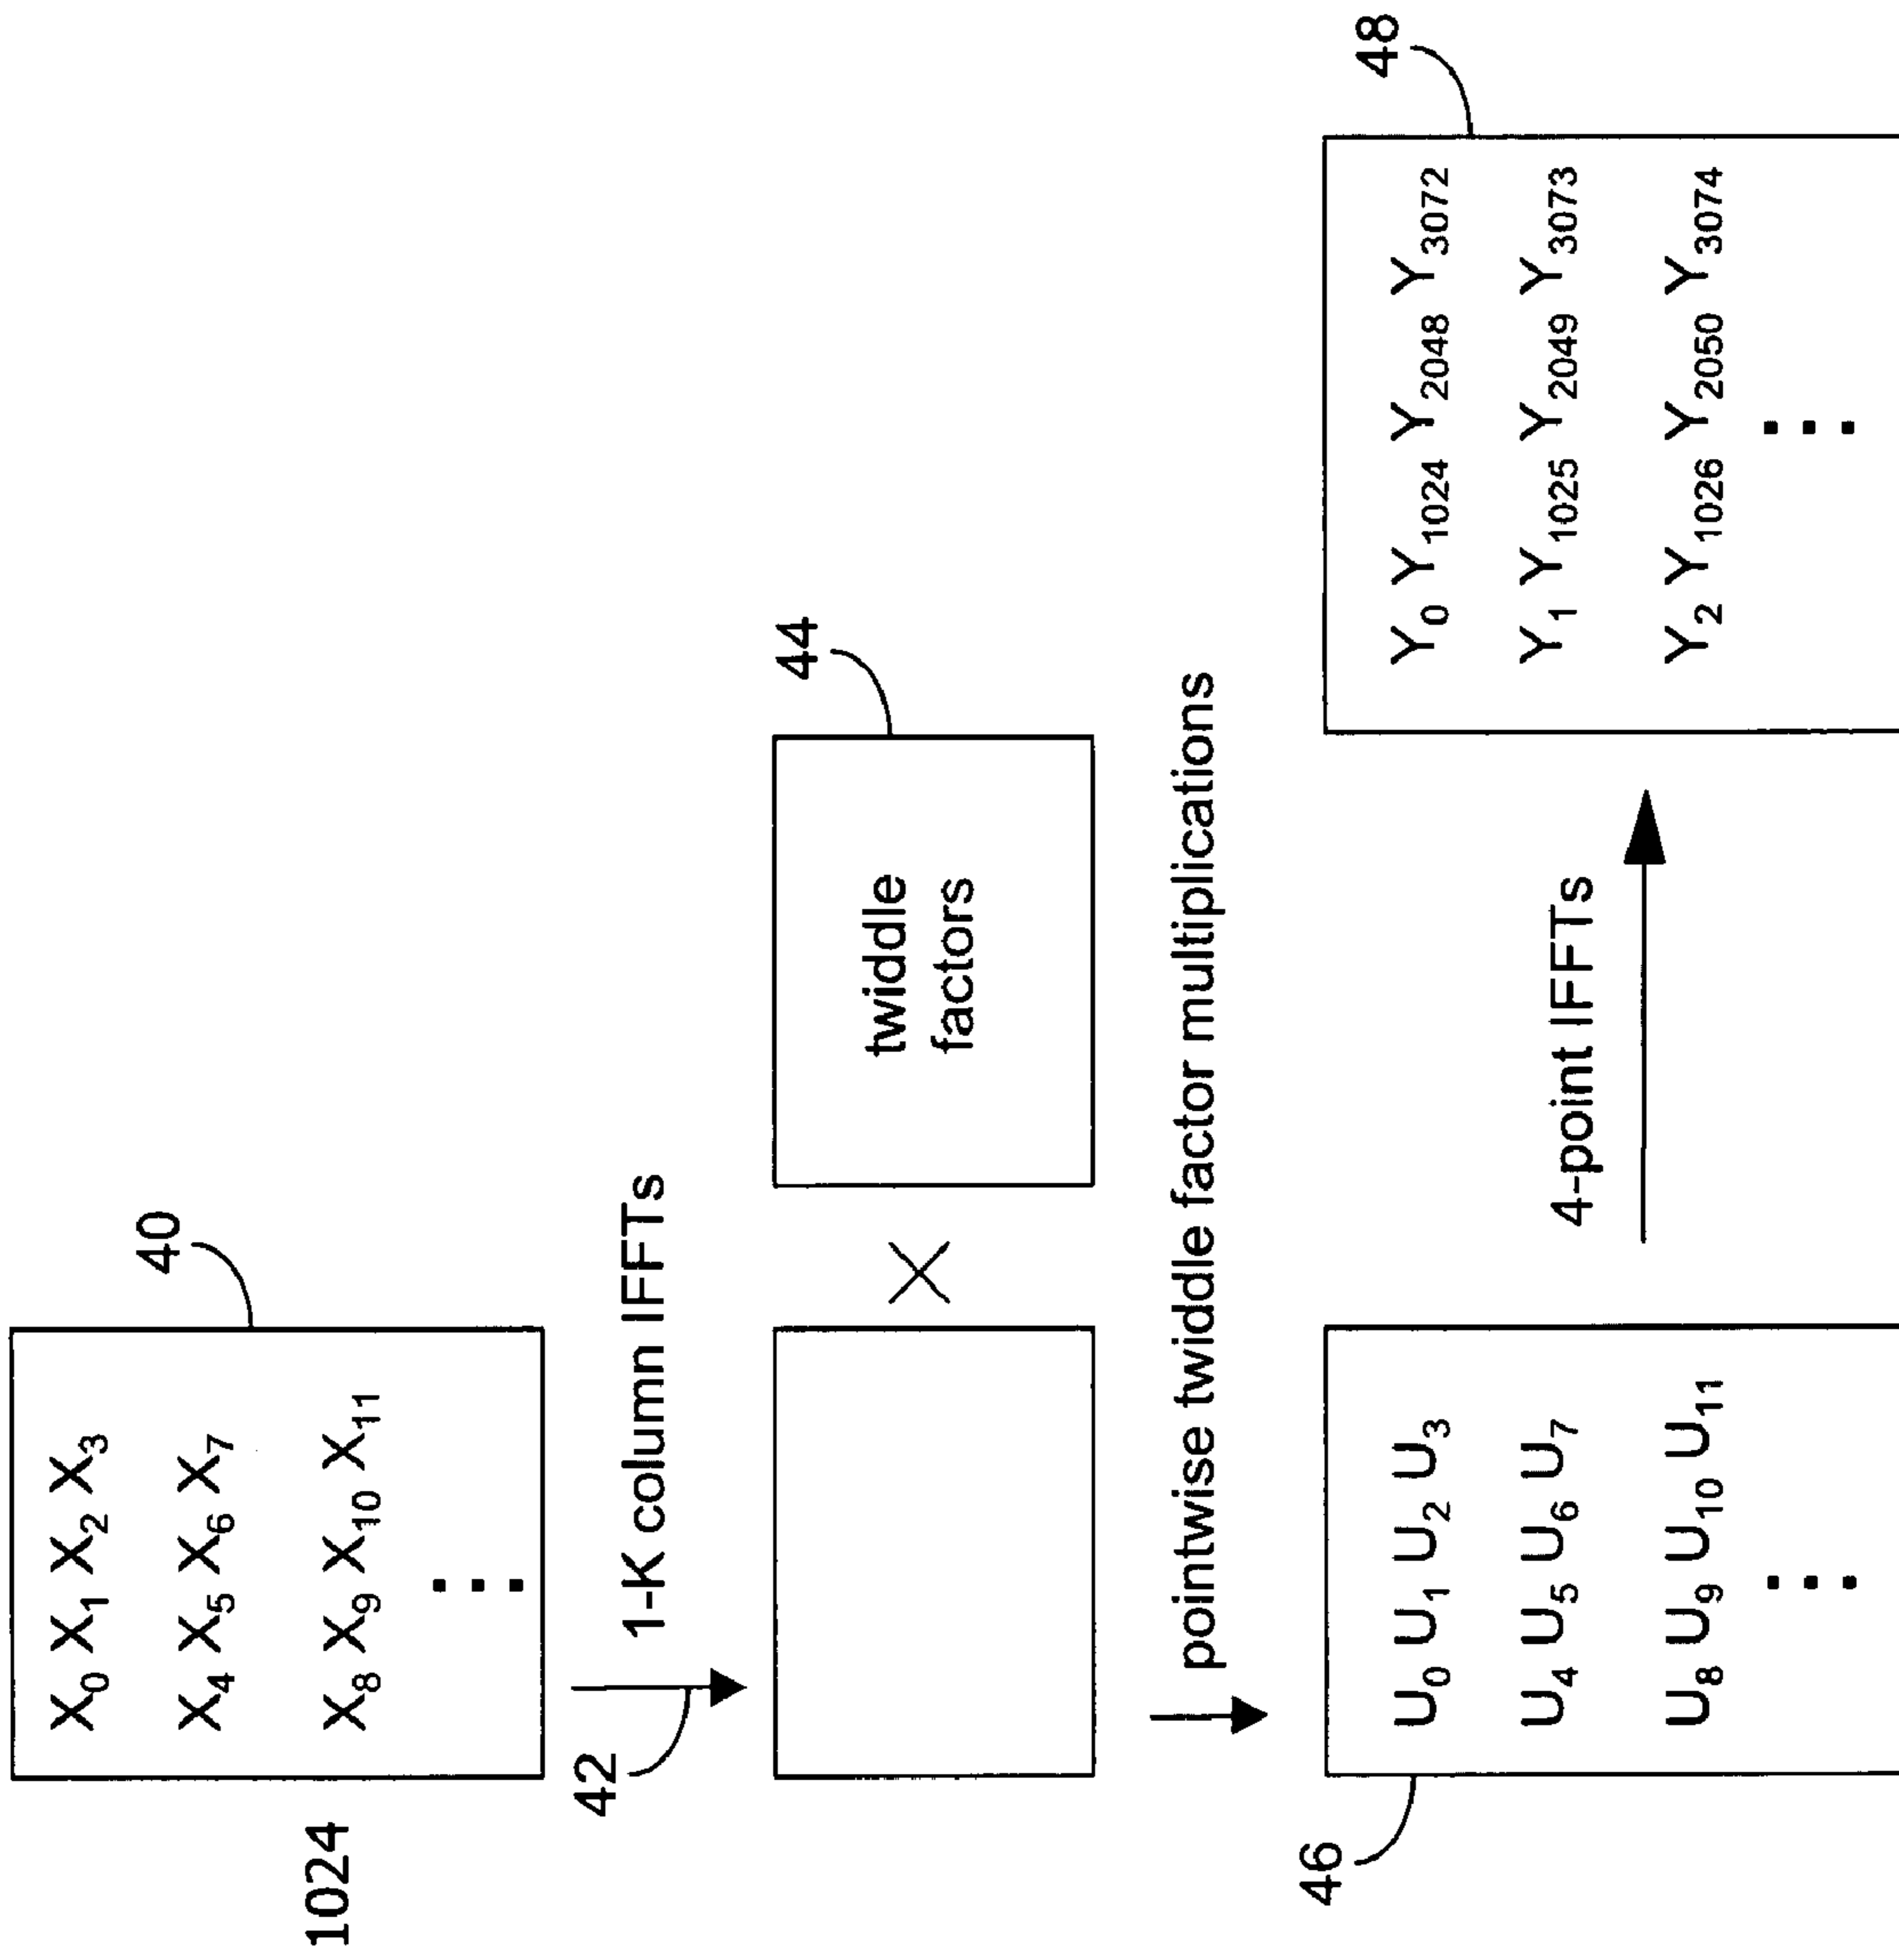 40
X0 X1 X2 X3
X4 X5 X6 X7
X8 X9 X10 X11
⋮
1024
42
1-K column IFFTs
44
twiddle
factors
×
pointwise twiddle factor multiplications
46
U0 U1 U2 U3
U4 U5 U6 U7
U8 U9 U10 U11
⋮
4-point IFFTs
48
Y0 Y1024 Y2048 Y3072
Y1 Y1025 Y2049 Y3073
Y2 Y1026 Y2050 Y3074
⋮